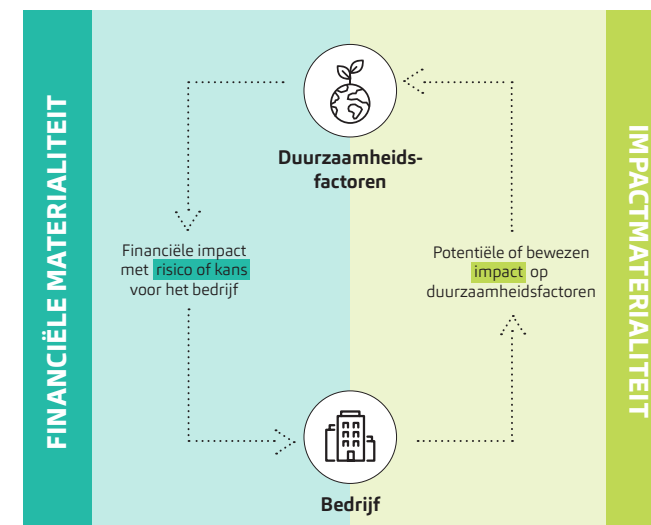 FINANCIËLE MATERIALITEIT
Duurzaamheids-
factoren
Financiële impact
met risico of kans
voor het bedrijf
Potentiële of bewezen
impact op
duurzaamheidsfactoren
Bedrijf
IMPACTMATERIALITEIT